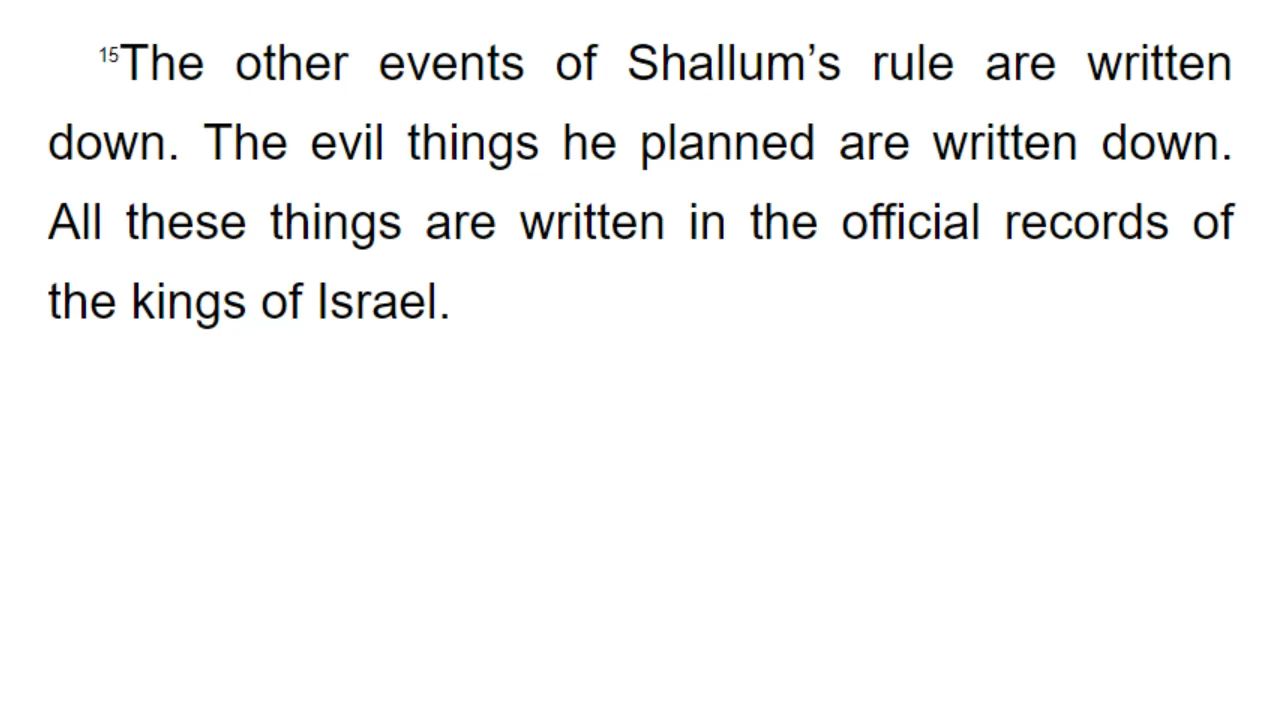 15The other events of Shallum’s rule are written
down. The evil things he planned are written down.
All these things are written in the official records of
the kings of Israel.